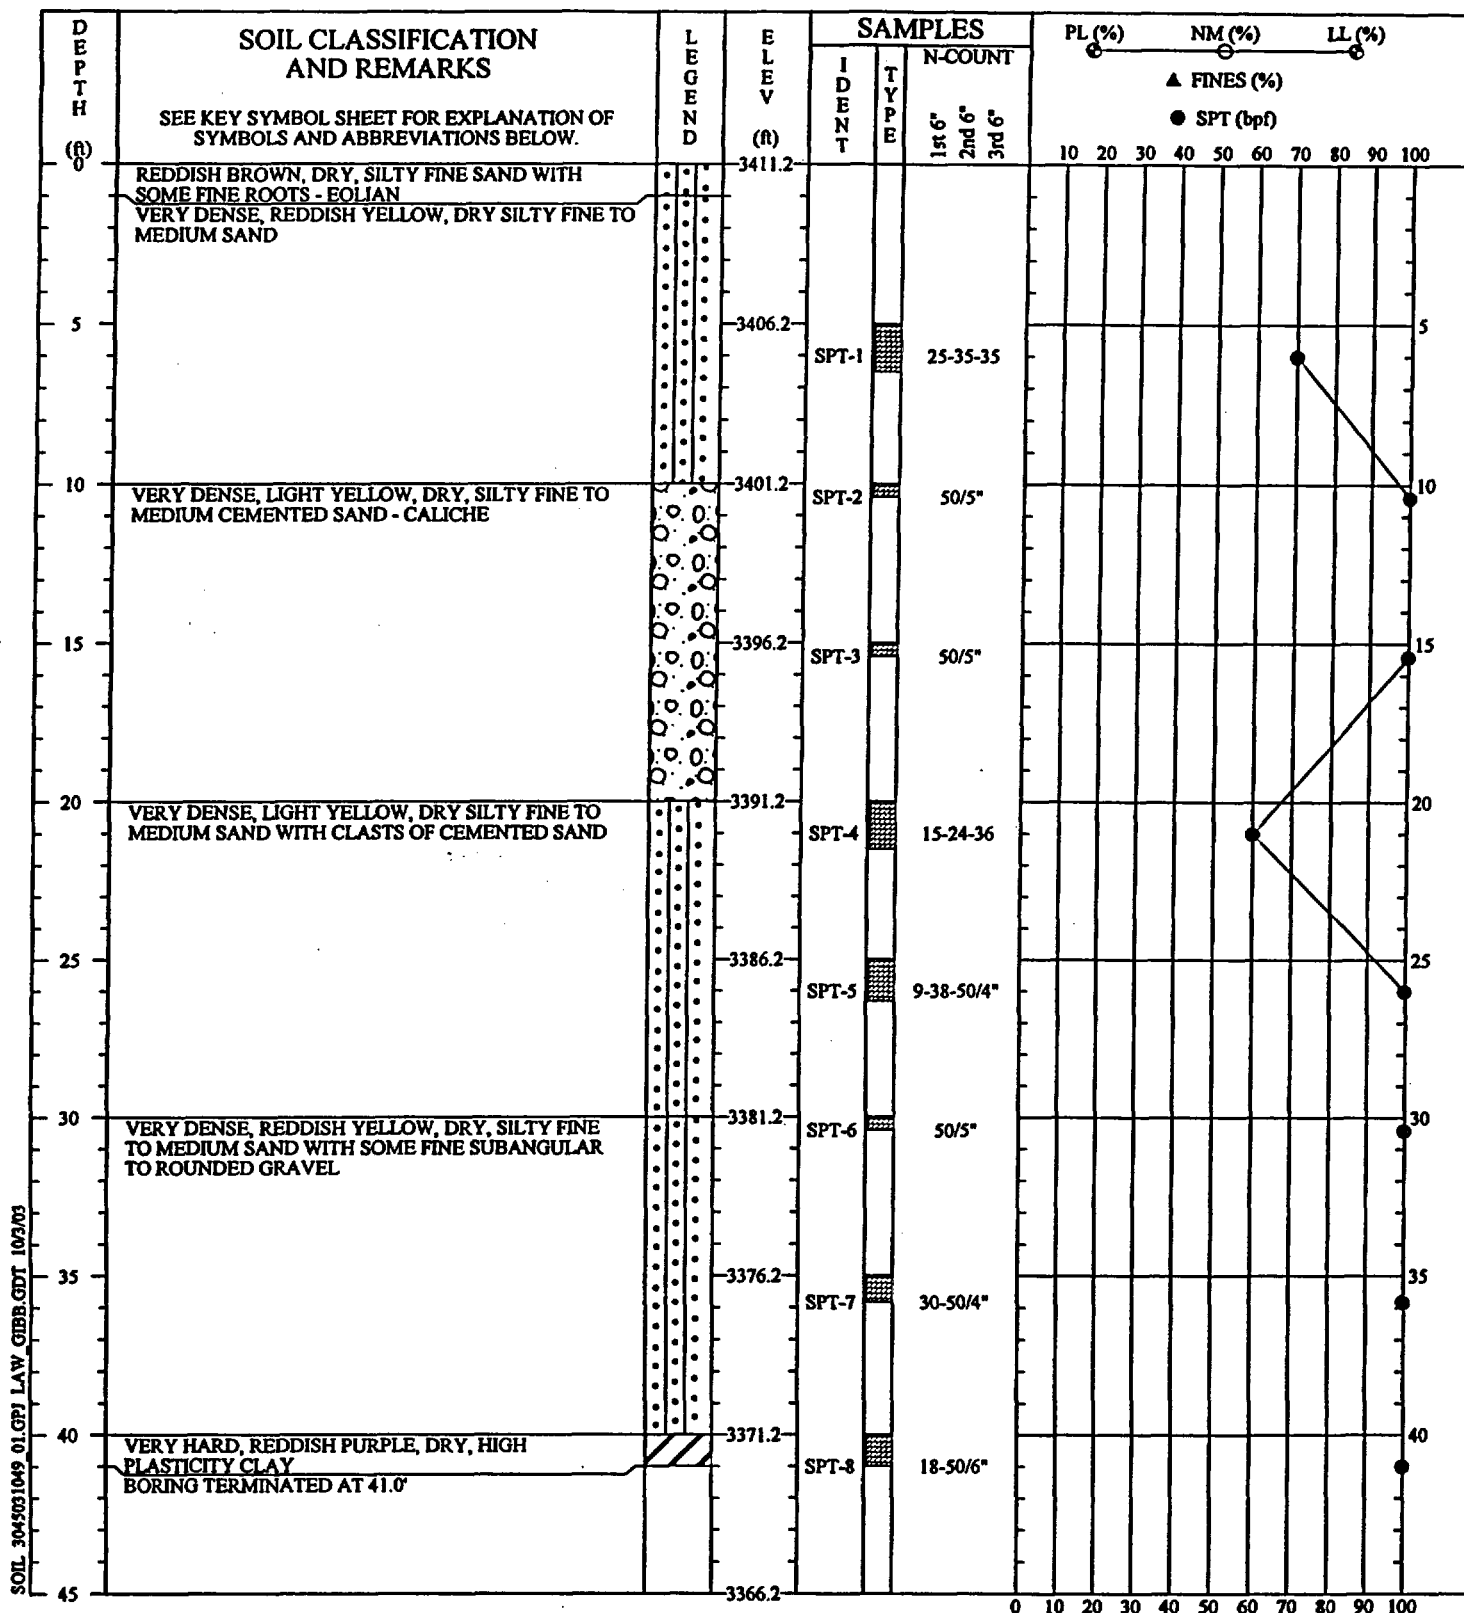 DEPTH
(ft)
SOIL CLASSIFICATION
AND REMARKS
SEE KEY SYMBOL SHEET FOR EXPLANATION OF
SYMBOLS AND ABBREVIATIONS BELOW.
LEGEND
ELEV
(ft)
SAMPLES
IDENT
TYPE
N-COUNT
1st 6"
2nd 6"
3rd 6"
PL (%) NM (%) LL (%)
▲ FINES (%)
● SPT (bpf)
10 20 30 40 50 60 70 80 90 100
0
REDDISH BROWN, DRY, SILTY FINE SAND WITH
SOME FINE ROOTS - EOLIAN
3411.2
VERY DENSE, REDDISH YELLOW, DRY SILTY FINE TO
MEDIUM SAND
5 3406.2 5
SPT-1 25-35-35
10 3401.2 10
VERY DENSE, LIGHT YELLOW, DRY, SILTY FINE TO
MEDIUM CEMENTED SAND - CALICHE
SPT-2 50/5"
15 3396.2 15
SPT-3 50/5"
20 3391.2 20
VERY DENSE, LIGHT YELLOW, DRY SILTY FINE TO
MEDIUM SAND WITH CLASTS OF CEMENTED SAND
SPT-4 15-24-36
25 3386.2 25
SPT-5 9-38-50/4"
30 3381.2 30
VERY DENSE, REDDISH YELLOW, DRY, SILTY FINE
TO MEDIUM SAND WITH SOME FINE SUBANGULAR
TO ROUNDED GRAVEL
SPT-6 50/5"
35 3376.2 35
SPT-7 30-50/4"
40 3371.2 40
VERY HARD, REDDISH PURPLE, DRY, HIGH
PLASTICITY CLAY
SPT-8 18-50/6"
BORING TERMINATED AT 41.0'
45 3366.2
0 10 20 30 40 50 60 70 80 90 100
SOIL 3045031049_01.GPJ LAW_GIBB.GDT 10/3/03